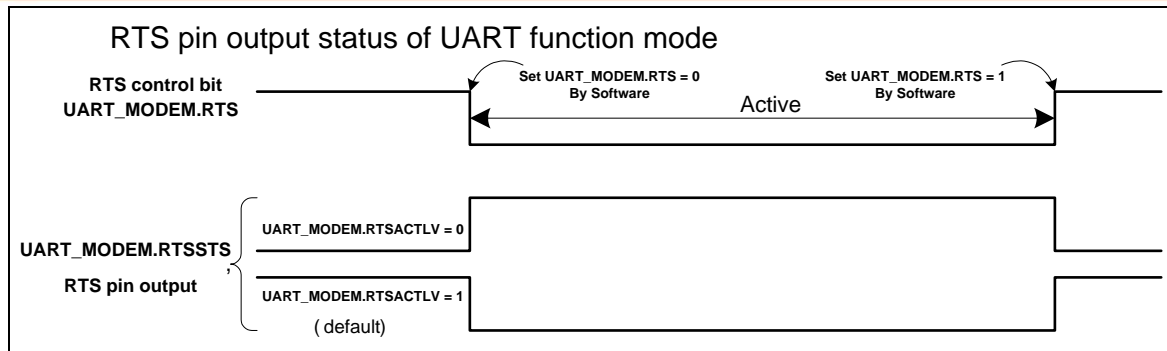 RTS pin output status of UART function mode
RTS control bit
UART_MODEM.RTS
Set UART_MODEM.RTS = 0
By Software
Set UART_MODEM.RTS = 1
By Software
Active
UART_MODEM.RTSSTS
,
RTS pin output
UART_MODEM.RTSACTLV = 0
UART_MODEM.RTSACTLV = 1
( default)